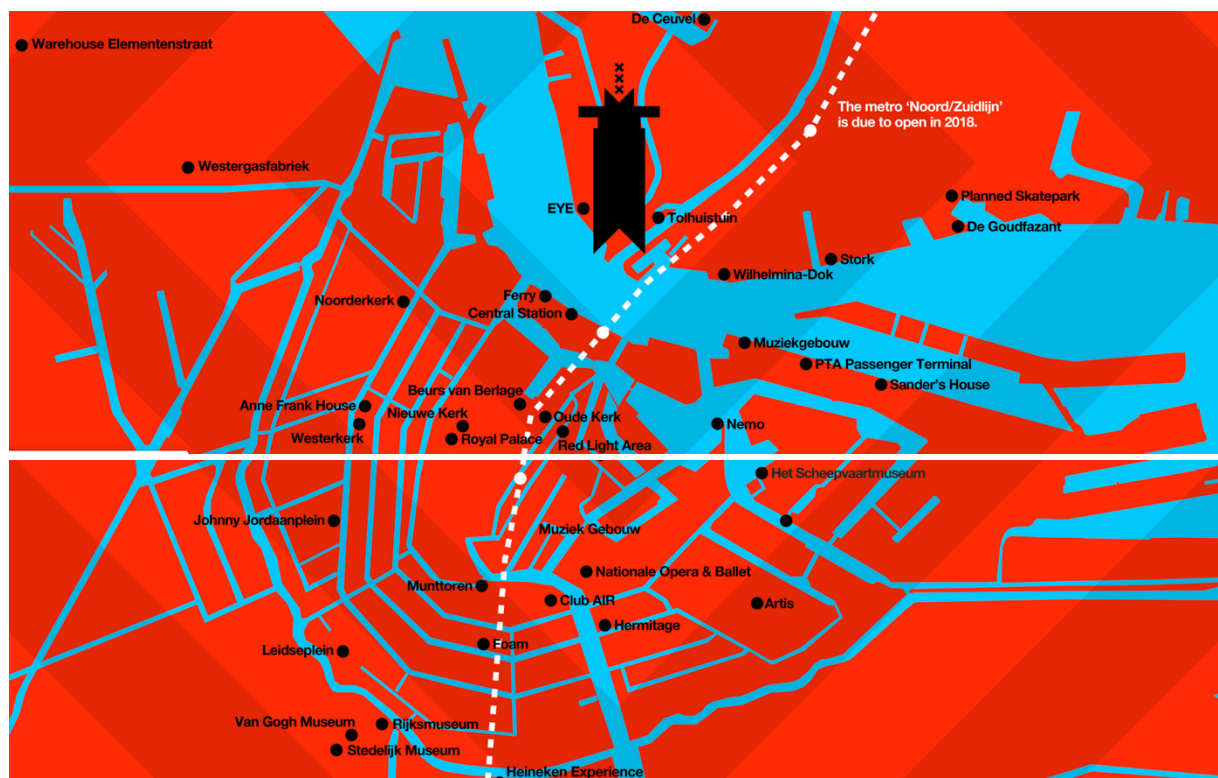 De Ceuvel
Warehouse Elementenstraat
xxx
The metro 'Noord/Zuidlijn'
is due to open in 2018.
Westergasfabriek
Planned Skatepark
EYE
Tolhuistuin
De Goudfazant
Stork
Wilhelmina-Dok
Ferry
Noorderkerk
Central Station
Muziekgebouw
PTA Passenger Terminal
Sander's House
Beurs van Berlage
Anne Frank House
Nieuwe Kerk
Oude Kerk
Nemo
Westerkerk
Royal Palace
Red Light Area
Het Scheepvaartmuseum
Johnny Jordaanplein
Muziek Gebouw
Nationale Opera & Ballet
Munttoren
Club AIR
Artis
Hermitage
Foam
Leidseplein
Van Gogh Museum
Rijksmuseum
Stedelijk Museum
Heineken Experience